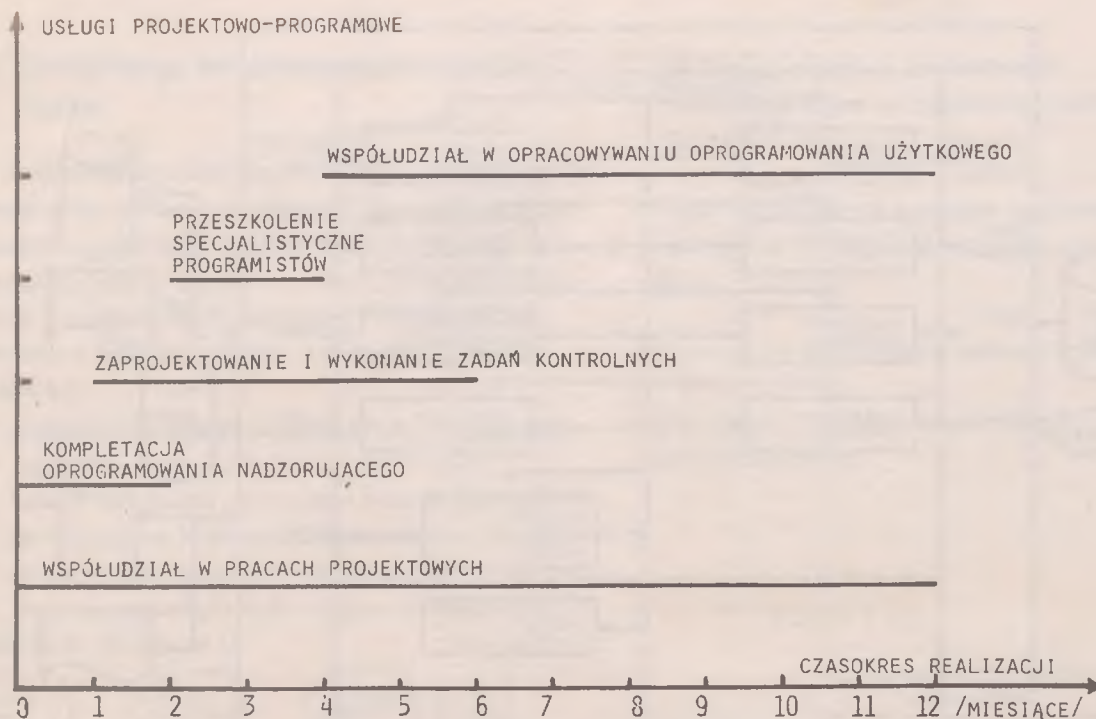 USŁUGI PROJEKTOWO-PROGRAMOWE
WSPÓŁUDZIAŁ W OPRACOWYWANIU OPROGRAMOWANIA UŻYTKOWEGO
PRZESZKOLENIE
SPECJALISTYCZNE
PROGRAMISTÓW
ZAPROJEKTOWANIE I WYKONANIE ZADAŃ KONTROLNYCH
KOMPLETACJA
OPROGRAMOWANIA NADZORUJĄCEGO
WSPÓŁUDZIAŁ W PRACACH PROJEKTOWYCH
CZASOKRES REALIZACJI
0 1 2 3 4 5 6 7 8 9 10 11 12 /MIESIĄCE/